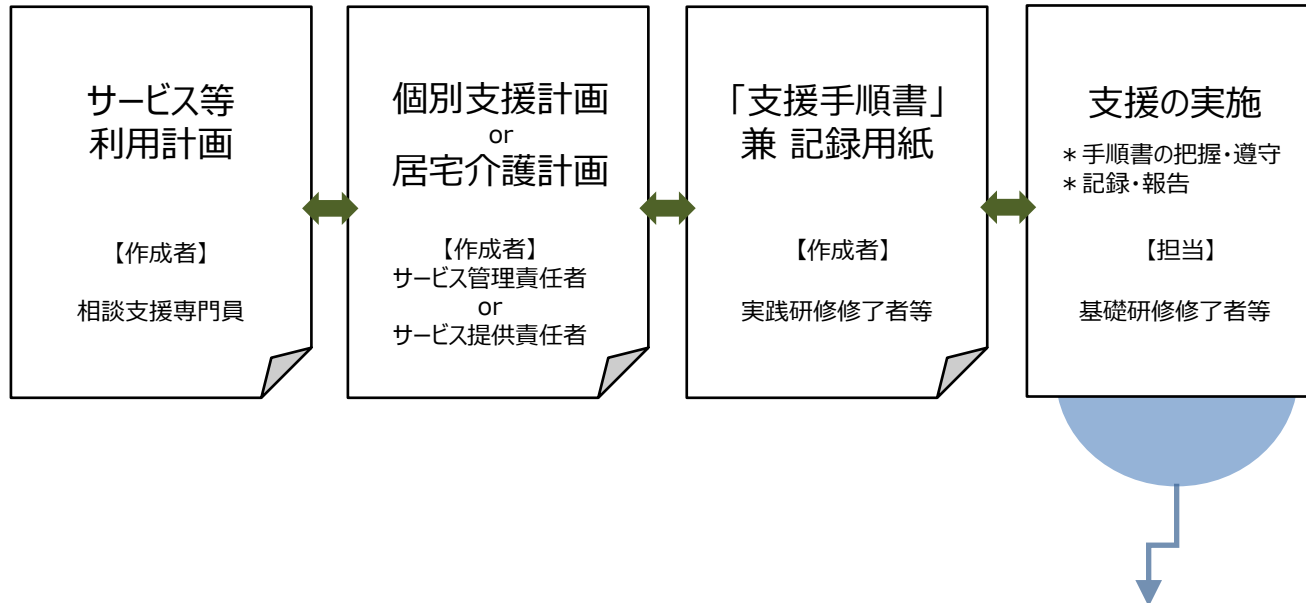 サービス等
利用計画
【作成者】
相談支援専門員
個別支援計画
or
居宅介護計画
【作成者】
サービス管理責任者
or
サービス提供責任者
「支援手順書」
兼 記録用紙
【作成者】
実践研修修了者等
支援の実施
＊手順書の把握・遵守
＊記録・報告
【担当】
基礎研修修了者等